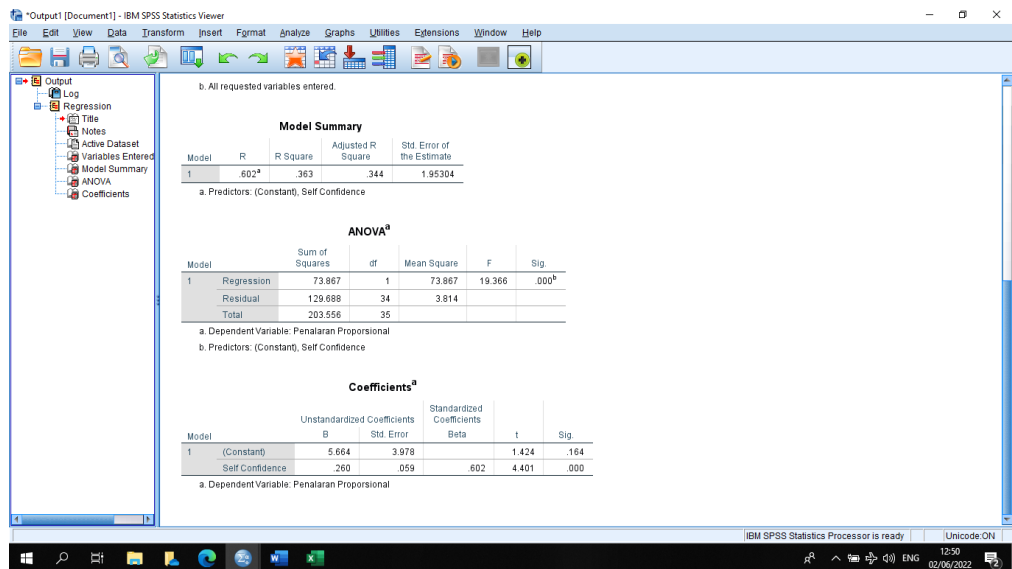 *Output1 [Document1] - IBM SPSS Statistics Viewer
File Edit View Data Transform Insert Format Analyze Graphs Utilities Extensions Window Help
Output
Log
Regression
Title
Notes
Active Dataset
Variables Entered
Model Summary
ANOVA
Coefficients
b. All requested variables entered.
Model Summary
Model R R Square Adjusted R Square Std. Error of the Estimate
1 .602a .363 .344 1.95304
a. Predictors: (Constant), Self Confidence
ANOVAa
Model Sum of Squares df Mean Square F Sig.
1 Regression 73.867 1 73.867 19.366 .000b
Residual 129.688 34 3.814
Total 203.556 35
a. Dependent Variable: Penalaran Proporsional
b. Predictors: (Constant), Self Confidence
Coefficientsa
Unstandardized Coefficients Standardized Coefficients
Model B Std. Error Beta t Sig.
1 (Constant) 5.664 3.978 1.424 .164
Self Confidence .260 .059 .602 4.401 .000
a. Dependent Variable: Penalaran Proporsional
IBM SPSS Statistics Processor is ready Unicode:ON
ENG
12:50
02/06/2022
2